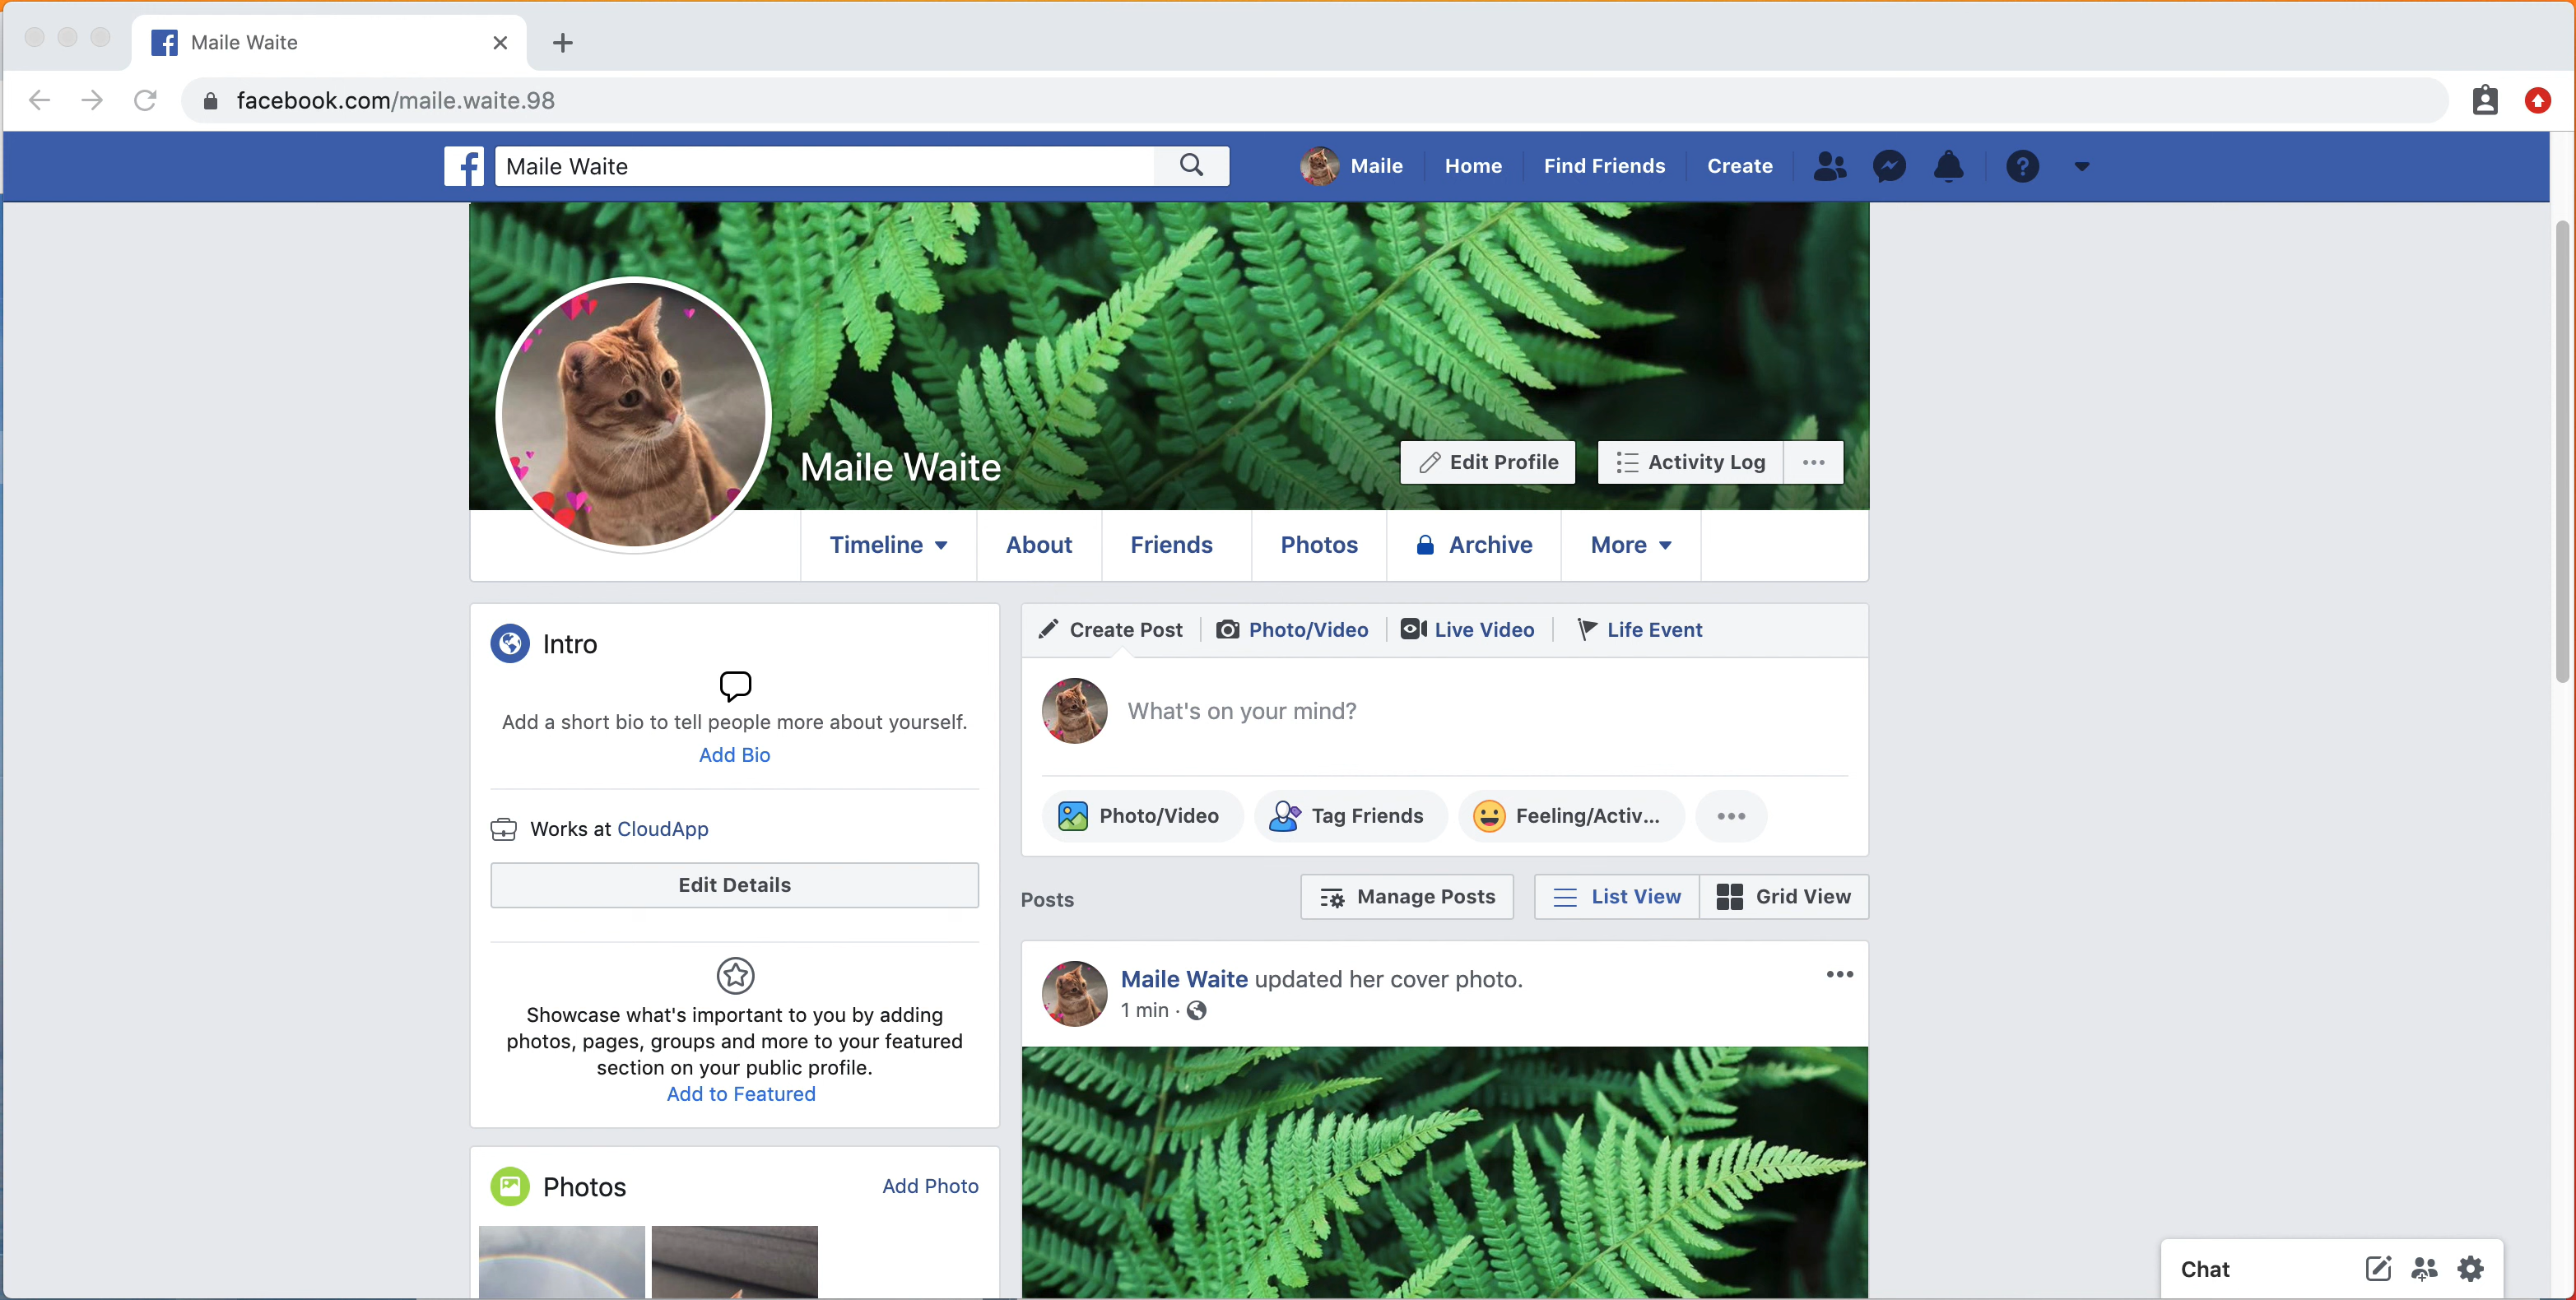 Maile Waite
facebook.com/maile.waite.98
Maile Waite
Maile
Home
Find Friends
Create
Maile Waite
Edit Profile
Activity Log
Timeline
About
Friends
Photos
Archive
More
Intro
Add a short bio to tell people more about yourself.
Add Bio
Works at CloudApp
Edit Details
Showcase what's important to you by adding
photos, pages, groups and more to your featured
section on your public profile.
Add to Featured
Photos
Add Photo
Create Post
Photo/Video
Live Video
Life Event
What's on your mind?
Photo/Video
Tag Friends
Feeling/Activ...
Posts
Manage Posts
List View
Grid View
Maile Waite updated her cover photo.
1 min ·
Chat